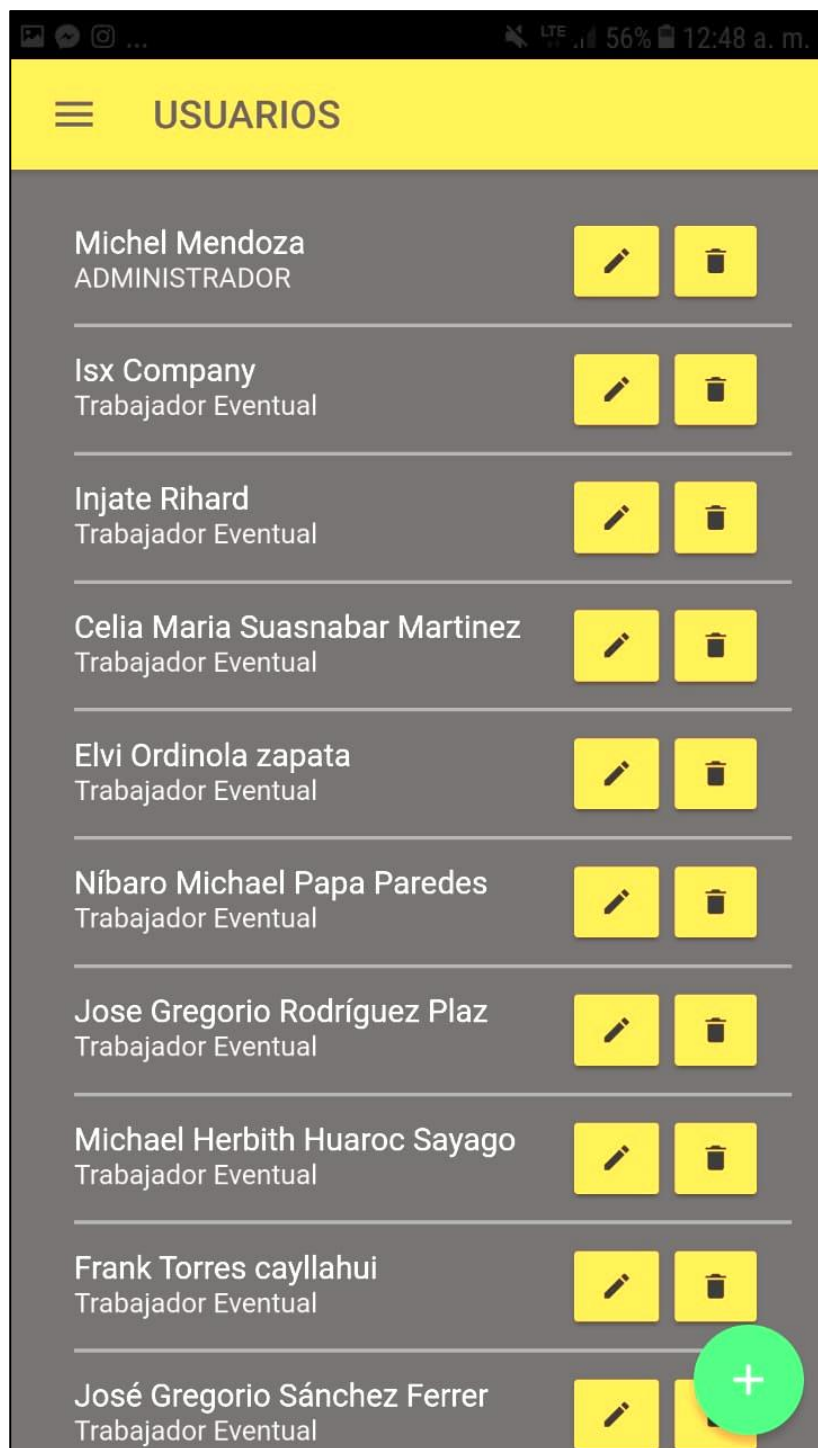 ... LTE 56% 12:48 a. m.
USUARIOS
Michel Mendoza
ADMINISTRADOR
Isx Company
Trabajador Eventual
Injate Rihard
Trabajador Eventual
Celia Maria Suasnabar Martinez
Trabajador Eventual
Elvi Ordinola zapata
Trabajador Eventual
Níbaro Michael Papa Paredes
Trabajador Eventual
Jose Gregorio Rodríguez Plaz
Trabajador Eventual
Michael Herbith Huaroc Sayago
Trabajador Eventual
Frank Torres cayllahui
Trabajador Eventual
José Gregorio Sánchez Ferrer
Trabajador Eventual